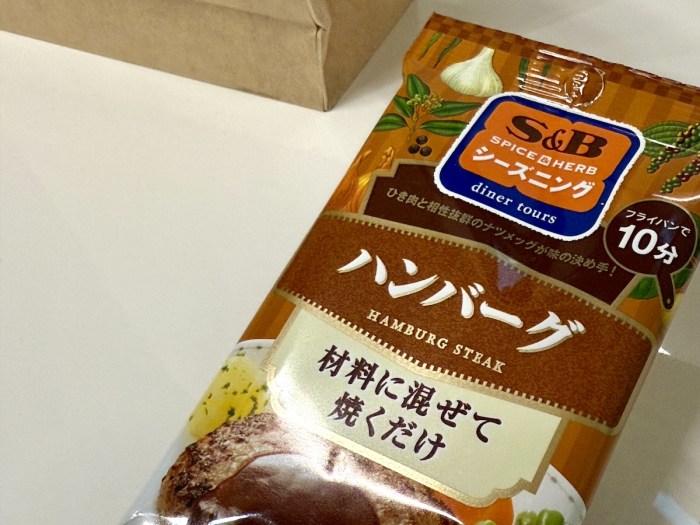 S&B
SPICE & HERB
シーズニング
diner tours
ひき肉と相性抜群のナツメッグが味の決め手!
フライパンで
10分
ハンバーグ
HAMBURG STEAK
材料に混ぜて
焼くだけ